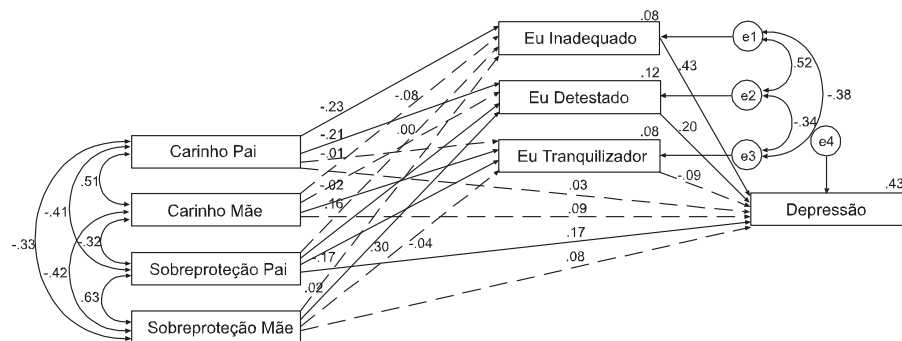 .08
Eu Inadequado
e1
.43
.52
-.08
.12
-.23
Eu Detestado
e2
-.38
.00
-.21
.20
-.34
.08
-.01
Carinho Pai
Eu Tranquilizador
e3
e4
-.09
.51
-.02
.03
.43
.16
-.41
Carinho Mãe
.09
Depressão
-.33
-.32
.30
-.04
.17
-.42
Sobreproteção Pai
-.17
.08
.02
.63
Sobreproteção Mãe